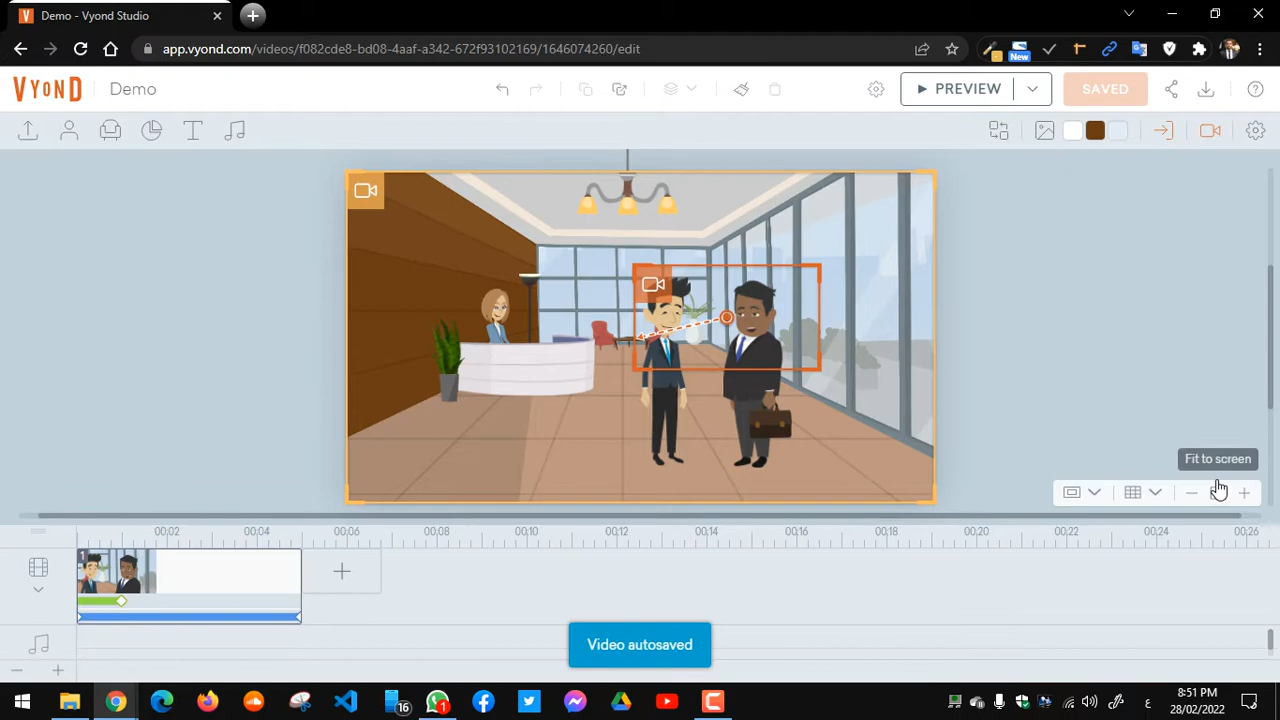 Demo - Vyond Studio
app.vyond.com/videos/f082cde8-bd08-4aaf-a342-672f93102169/1646074260/edit
New
VYOND
Demo
PREVIEW
SAVED
Fit to screen
00:02
00:04
00:06
00:08
00:10
00:12
00:14
00:16
00:18
00:20
00:22
00:24
00:26
1
Video autosaved
16
1
ع
8:51 PM
28/02/2022